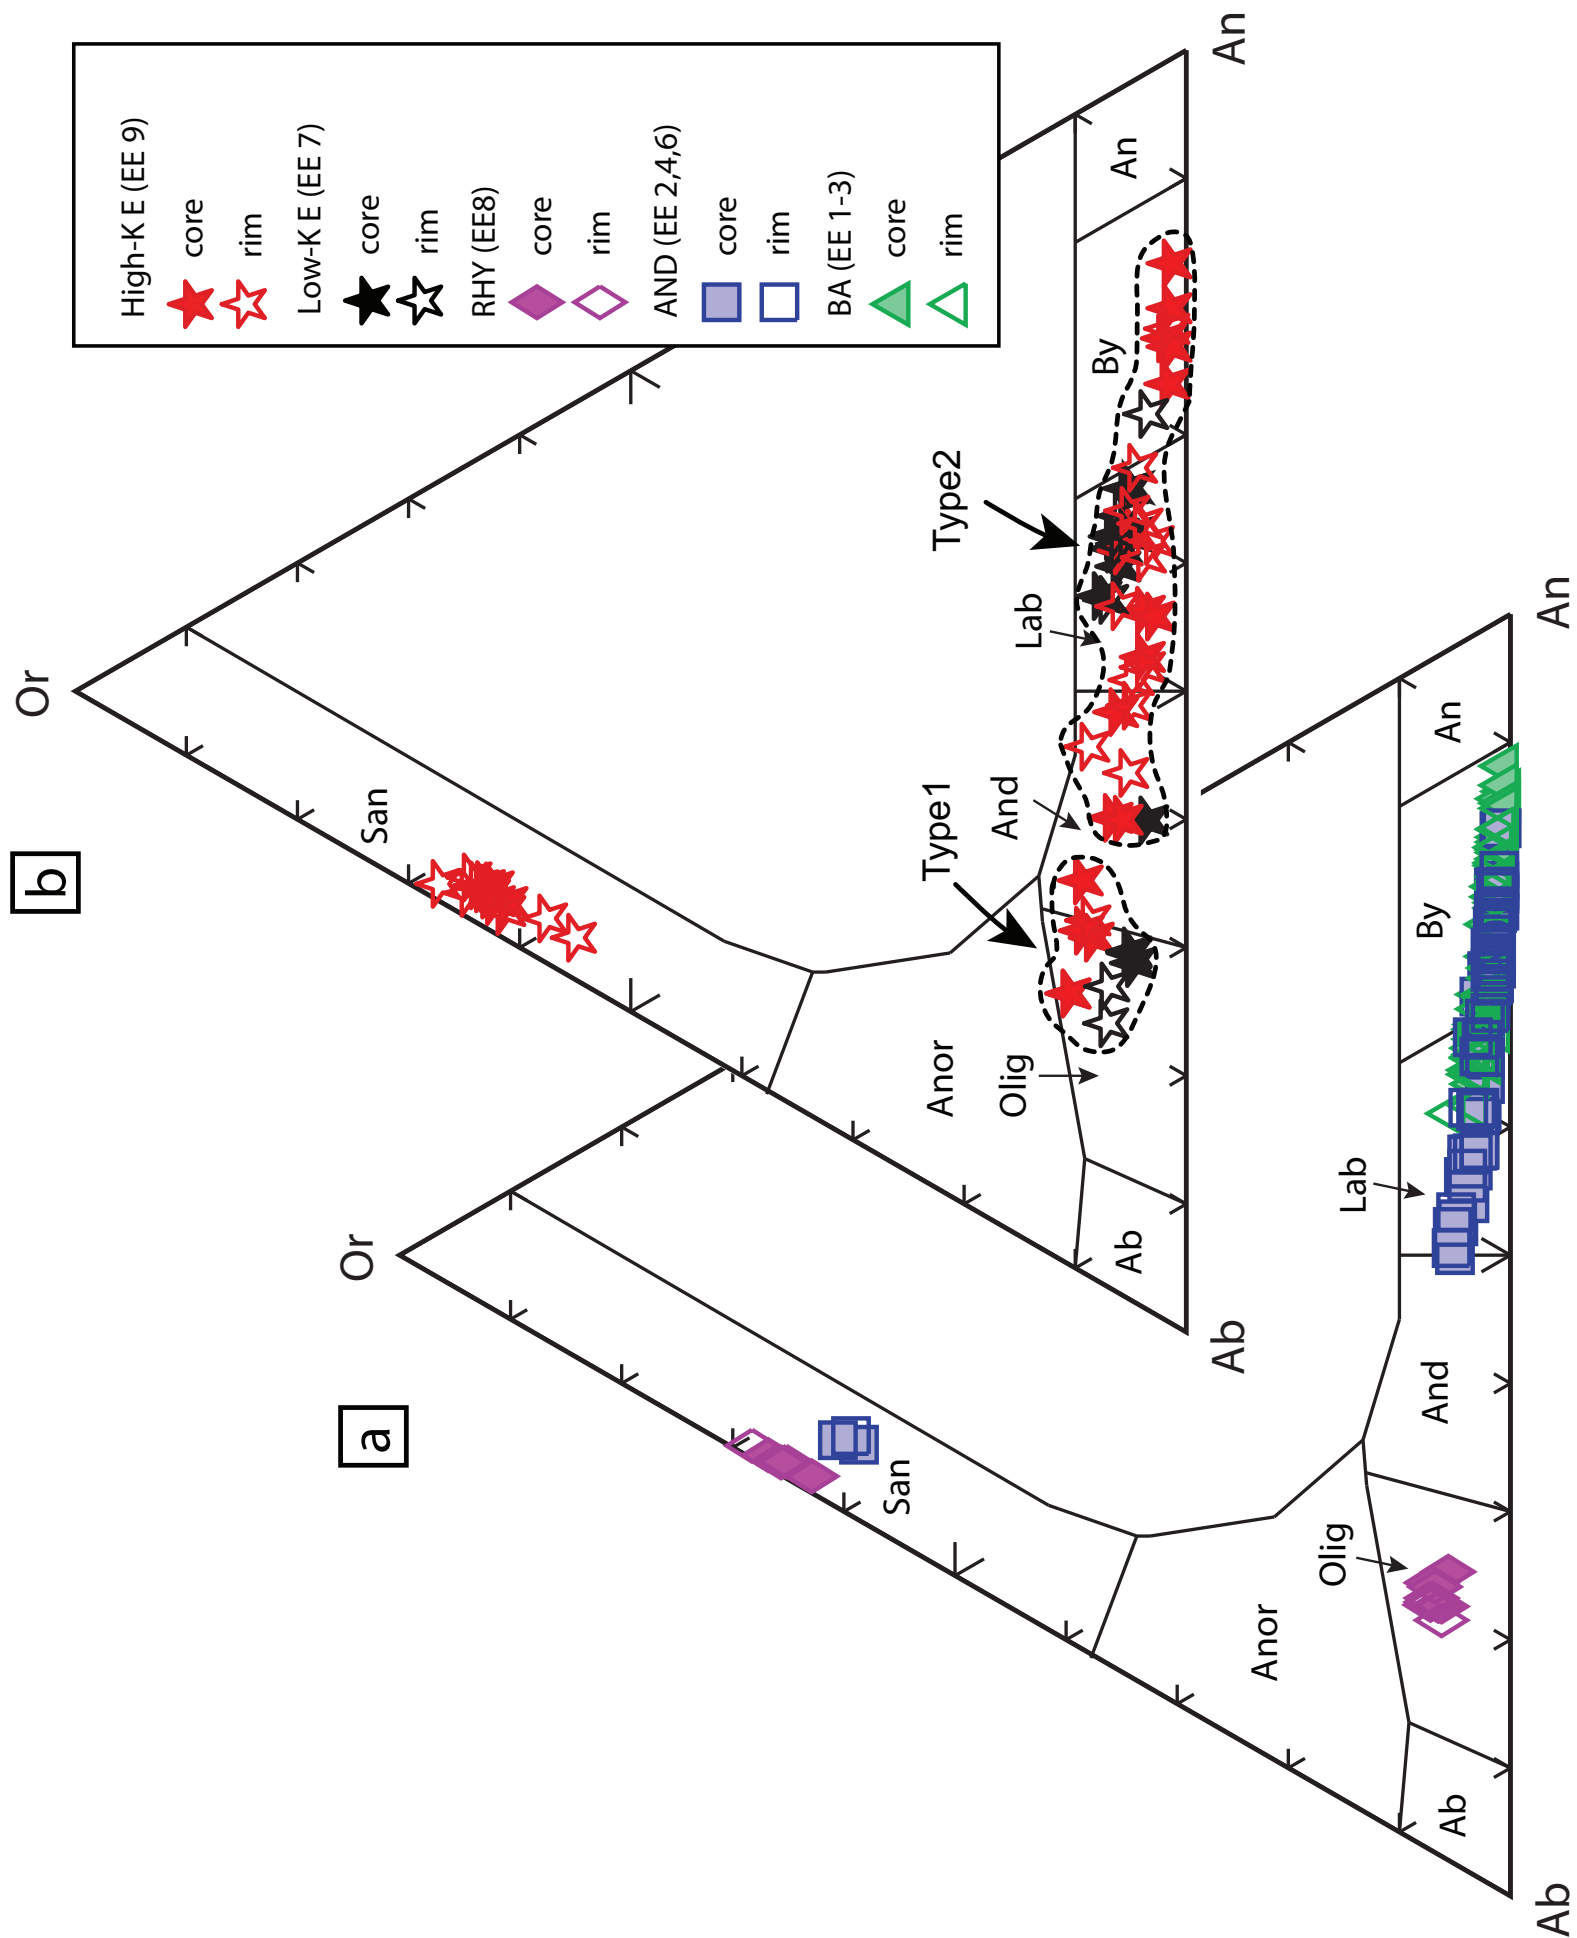 b
Or
San
Anor
Olig
Type1
And
Lab
Type2
By
An
Ab
Ab
An
High-K E (EE 9)
core
rim
Low-K E (EE 7)
core
rim
RHY (EE8)
core
rim
AND (EE 2,4,6)
core
rim
BA (EE 1-3)
core
rim
a
Or
San
Anor
Olig
And
Lab
By
An
Ab
Ab
An